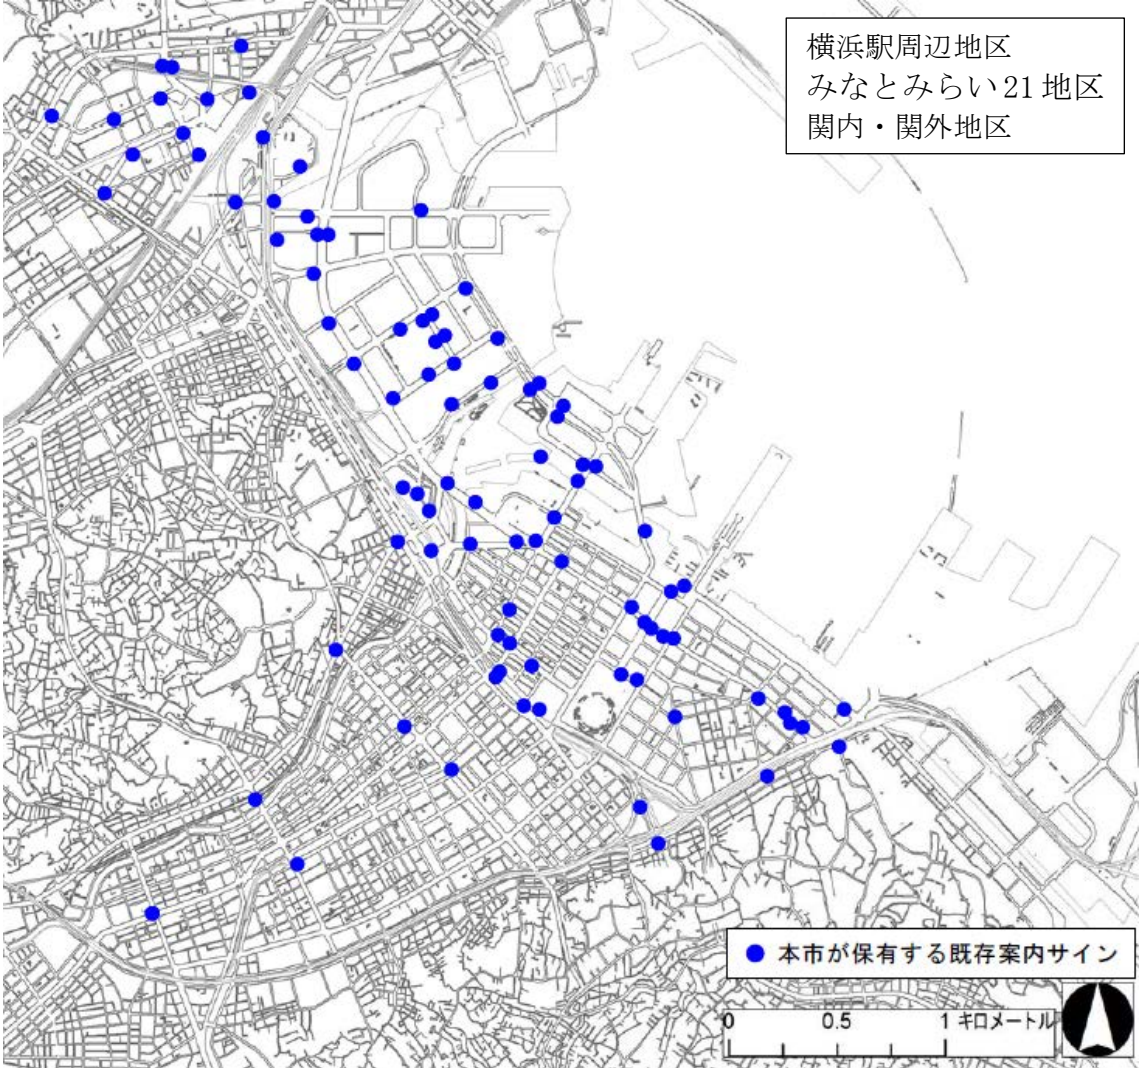 横浜駅周辺地区
みなとみらい21地区
関内・関外地区
本市が保有する既存案内サイン
0 0.5 1 キロメートル